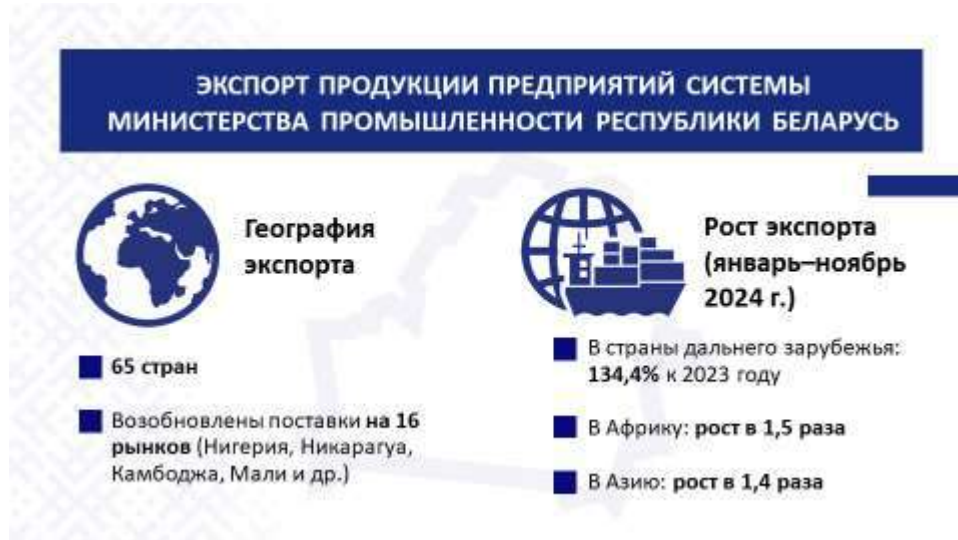 ЭКСПОРТ ПРОДУКЦИИ ПРЕДПРИЯТИЙ СИСТЕМЫ
МИНИСТЕРСТВА ПРОМЫШЛЕННОСТИ РЕСПУБЛИКИ БЕЛАРУСЬ
География
экспорта
65 стран
Возобновлены поставки на 16
рынков (Нигерия, Никарагуа,
Камбоджа, Мали и др.)
Рост экспорта
(январь–ноябрь
2024 г.)
В страны дальнего зарубежья:
134,4% к 2023 году
В Африку: рост в 1,5 раза
В Азию: рост в 1,4 раза